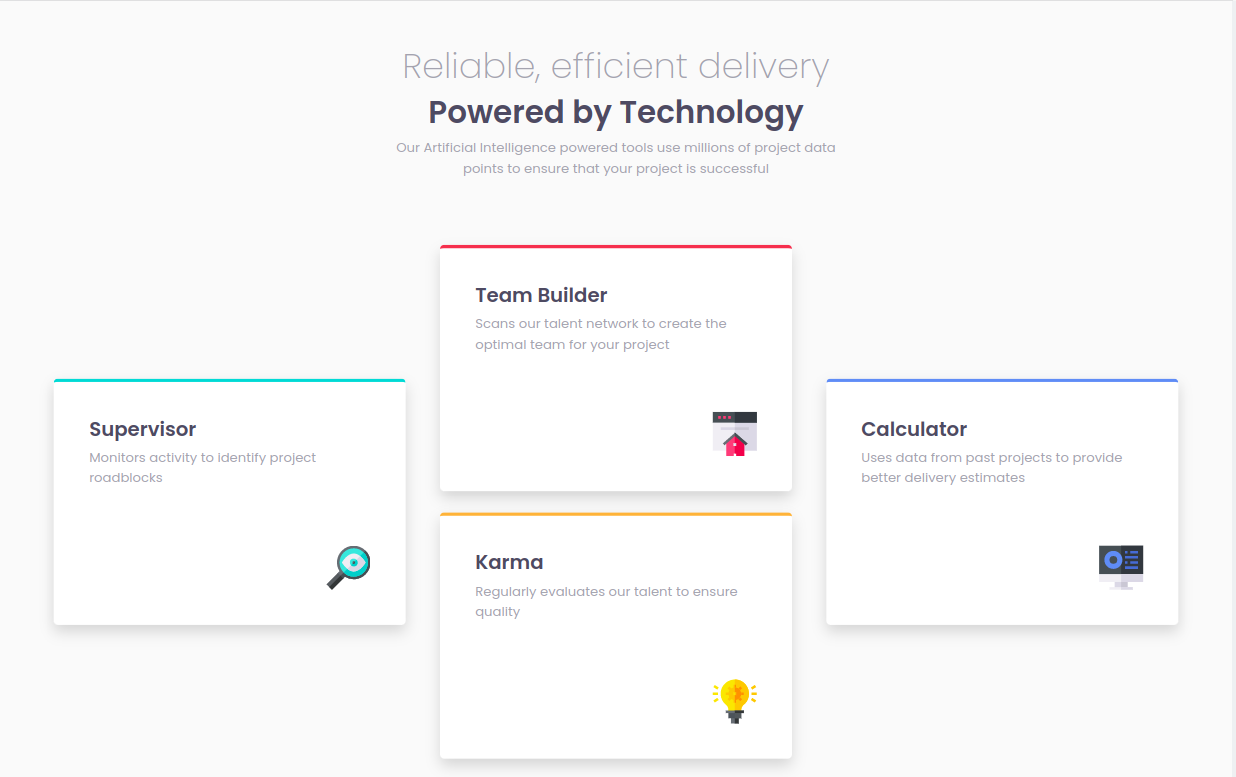 Reliable, efficient delivery
Powered by Technology
Our Artificial Intelligence powered tools use millions of project data
points to ensure that your project is successful
Team Builder
Scans our talent network to create the
optimal team for your project
Supervisor
Monitors activity to identify project
roadblocks
Calculator
Uses data from past projects to provide
better delivery estimates
Karma
Regularly evaluates our talent to ensure
quality